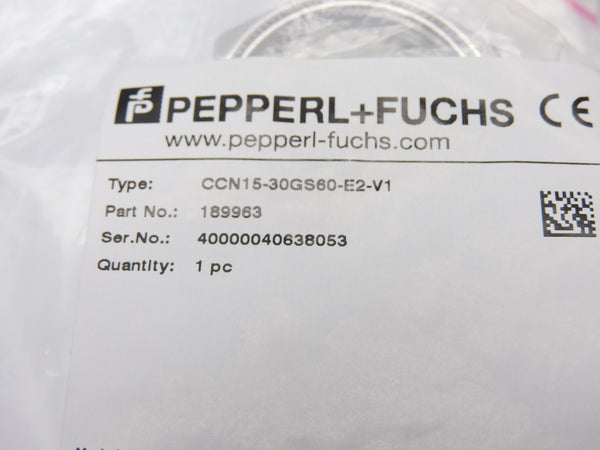 PEPPERL+FUCHS CE
www.pepperl-fuchs.com
Type: CCN15-30GS60-E2-V1
Part No.: 189963
Ser.No.: 40000040638053
Quantity: 1 pc